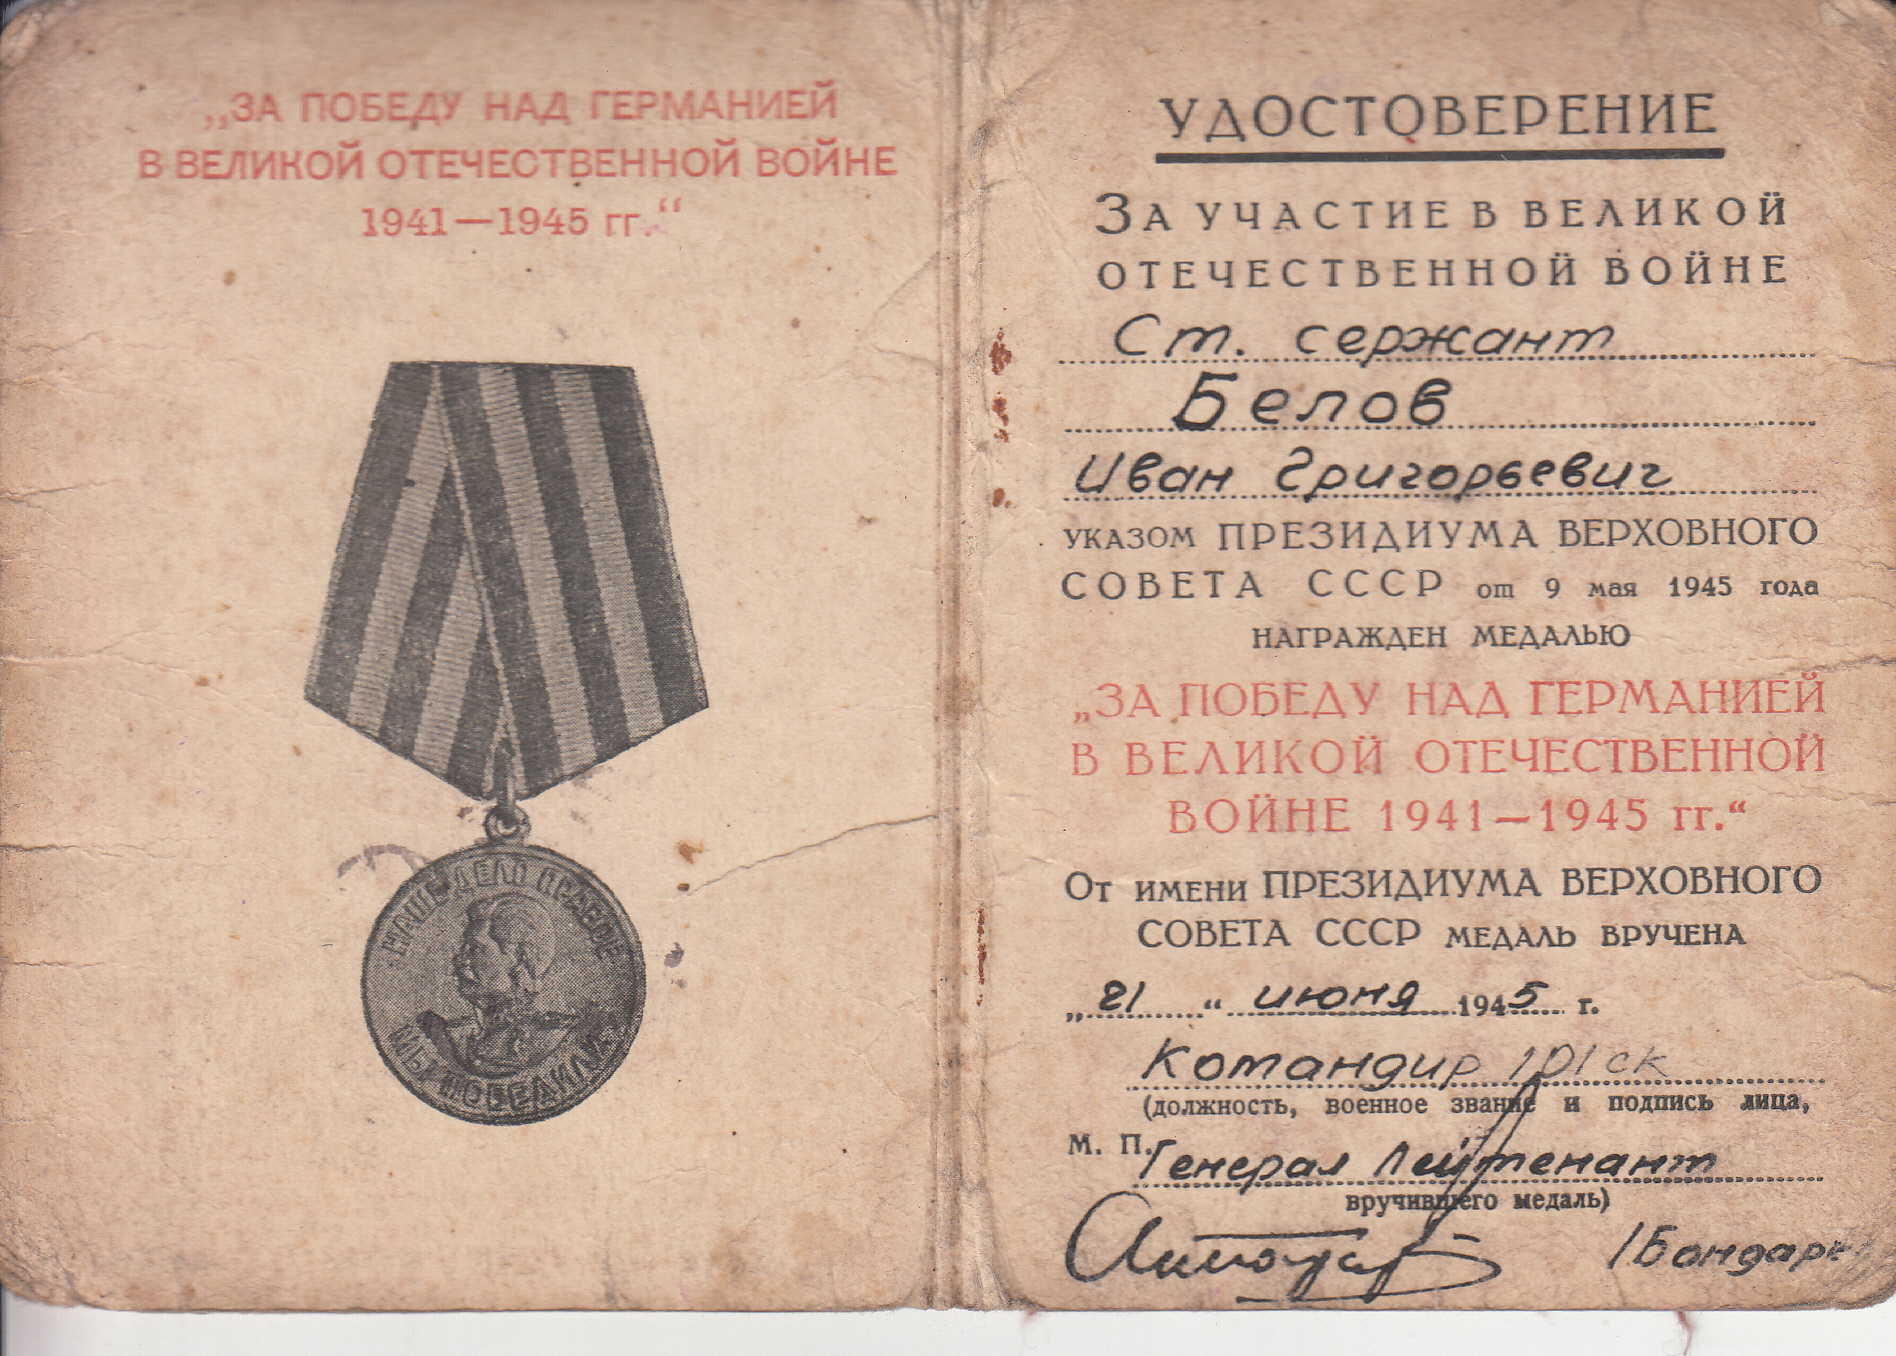 „ЗА ПОБЕДУ НАД ГЕРМАНИЕЙ
В ВЕЛИКОЙ ОТЕЧЕСТВЕННОЙ ВОЙНЕ
1941—1945 гг.“
НАШЕ ДЕЛО ПРАВОЕ
МЫ ПОБЕДИЛИ
УДОСТОВЕРЕНИЕ
ЗА УЧАСТИЕ В ВЕЛИКОЙ
ОТЕЧЕСТВЕННОЙ ВОЙНЕ
Ст. сержант
Белов
Иван Григорьевич
УКАЗОМ ПРЕЗИДИУМА ВЕРХОВНОГО
СОВЕТА СССР от 9 мая 1945 года
НАГРАЖДЕН МЕДАЛЬЮ
„ЗА ПОБЕДУ НАД ГЕРМАНИЕЙ
В ВЕЛИКОЙ ОТЕЧЕСТВЕННОЙ
ВОЙНЕ 1941—1945 гг.“
ОТ ИМЕНИ ПРЕЗИДИУМА ВЕРХОВНОГО
СОВЕТА СССР МЕДАЛЬ ВРУЧЕНА
„21“ июня 1945 г.
Командир 101 ск
(должность, военное звание и подпись лица,
М. П. Генерал Лейтенант
вручившего медаль)
/Бондаре